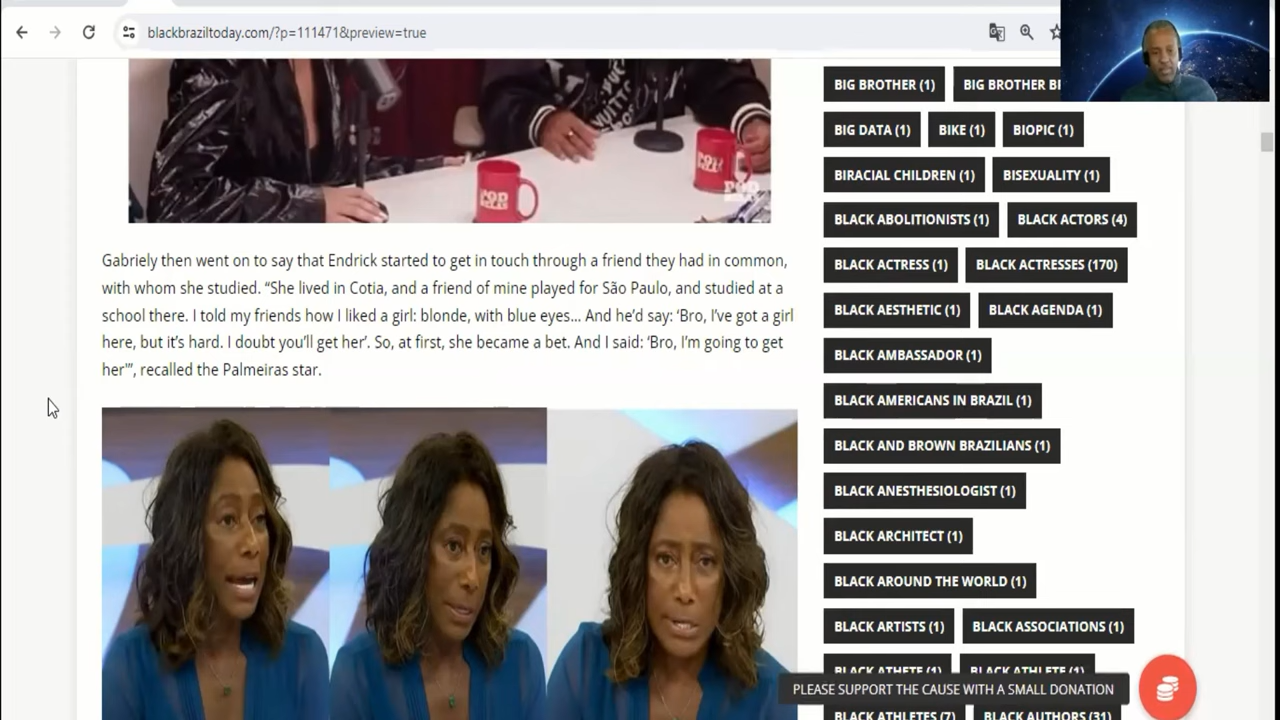 blackbraziltoday.com/?p=111471&preview=true
BIG BROTHER (1)
BIG BROTHER
BIG DATA (1)
BIKE (1)
BIOPIC (1)
BIRACIAL CHILDREN (1)
BISEXUALITY (1)
BLACK ABOLITIONISTS (1)
BLACK ACTORS (4)
BLACK ACTRESS (1)
BLACK ACTRESSES (170)
BLACK AESTHETIC (1)
BLACK AGENDA (1)
BLACK AMBASSADOR (1)
BLACK AMERICANS IN BRAZIL (1)
BLACK AND BROWN BRAZILIANS (1)
BLACK ANESTHESIOLOGIST (1)
BLACK ARCHITECT (1)
BLACK AROUND THE WORLD (1)
BLACK ARTISTS (1)
BLACK ASSOCIATIONS (1)
BLACK ATHETE (1)
BLACK ATHLETE (1)
BLACK ATHLETES (7)
BLACK AUTHORS (31)
POD
DELAS
Gabriely then went on to say that Endrick started to get in touch through a friend they had in common,
with whom she studied. “She lived in Cotia, and a friend of mine played for São Paulo, and studied at a
school there. I told my friends how I liked a girl: blonde, with blue eyes... And he’d say: ‘Bro, I’ve got a girl
here, but it’s hard. I doubt you’ll get her’. So, at first, she became a bet. And I said: ‘Bro, I’m going to get
her’”, recalled the Palmeiras star.
PLEASE SUPPORT THE CAUSE WITH A SMALL DONATION